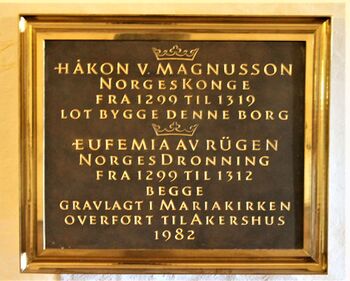 HÅKON V. MAGNUSSON
NORGES KONGE
FRA 1299 TIL 1319
LOT BYGGE DENNE BORG
EUFEMIA AV RÜGEN
NORGES DRONNING
FRA 1299 TIL 1312
BEGGE
GRAVLAGT I MARIAKIRKEN
OVERFØRT TIL AKERSHUS
1982